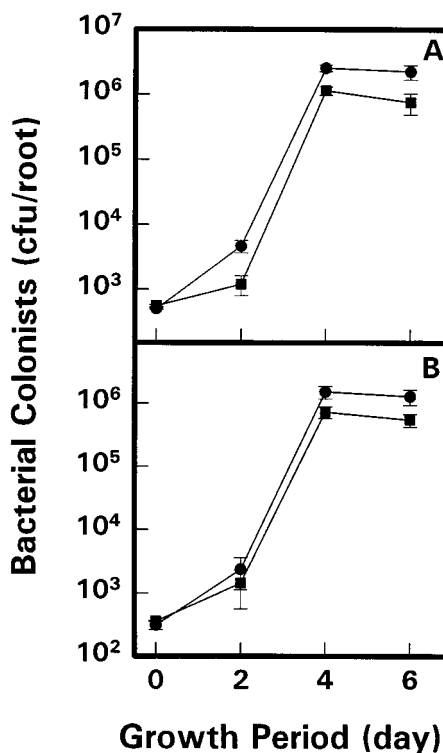 10⁷
A
10⁶
10⁵
10⁴
10³
B
10⁶
10⁵
10⁴
10³
10²
0 2 4 6
Bacterial Colonists (cfu/root)
Growth Period (day)